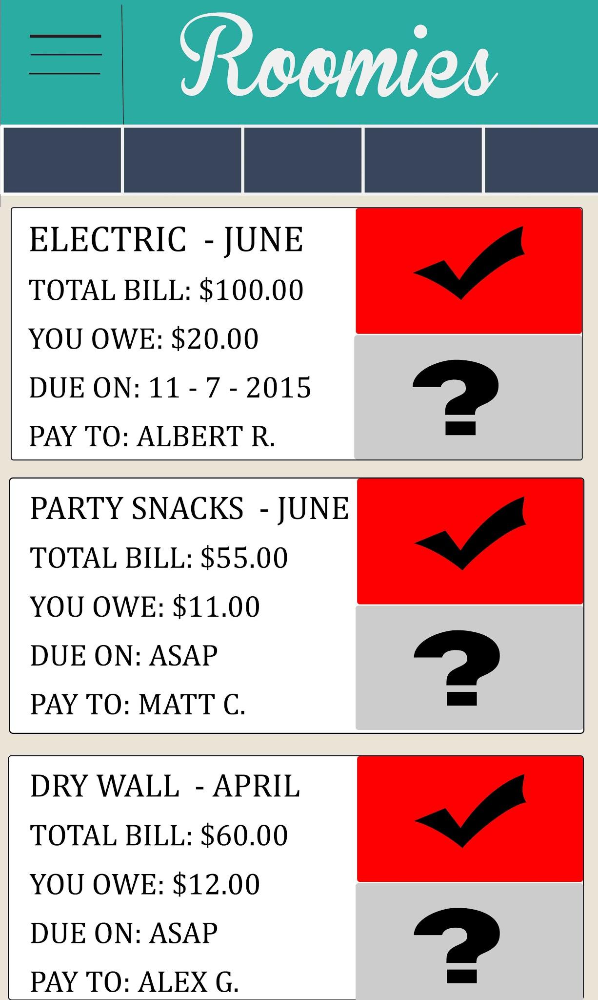 Roomies
ELECTRIC - JUNE
TOTAL BILL: $100.00
YOU OWE: $20.00
DUE ON: 11 - 7 - 2015
PAY TO: ALBERT R.
?
PARTY SNACKS - JUNE
TOTAL BILL: $55.00
YOU OWE: $11.00
DUE ON: ASAP
PAY TO: MATT C.
?
DRY WALL - APRIL
TOTAL BILL: $60.00
YOU OWE: $12.00
DUE ON: ASAP
PAY TO: ALEX G.
?